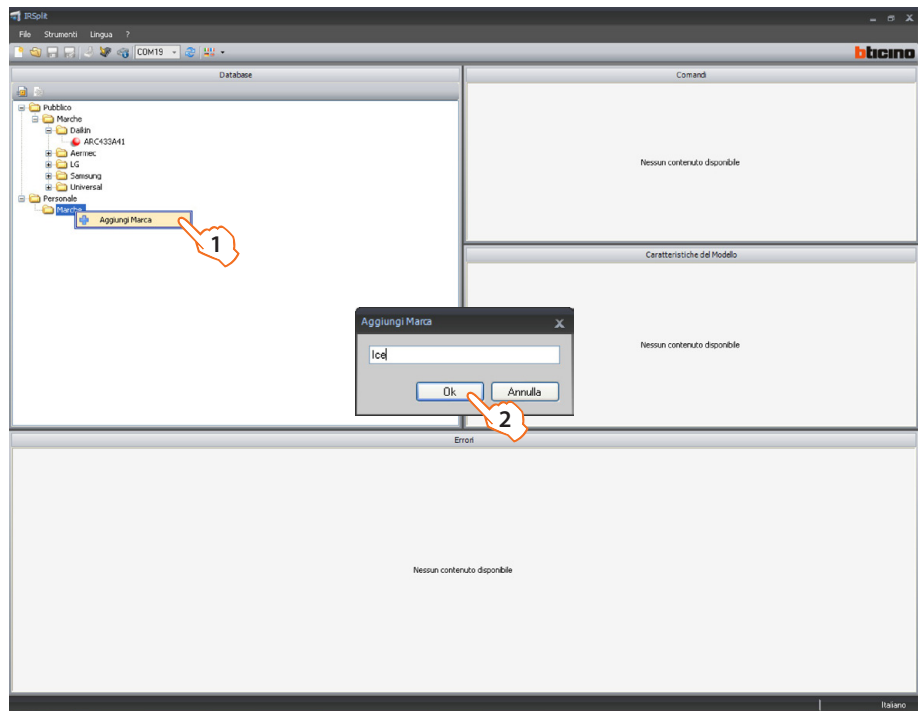 IRSplit
File Strumenti Lingua ?
COM19
bticino
Database
Pubblico
Marche
Daikin
ARC433A41
Aermec
LG
Samsung
Universal
Personale
Marche
Aggiungi Marca
1
Comandi
Nessun contenuto disponibile
Caratteristiche del Modello
Nessun contenuto disponibile
Aggiungi Marca
Ice
Ok Annulla
2
Errori
Nessun contenuto disponibile
Italiano